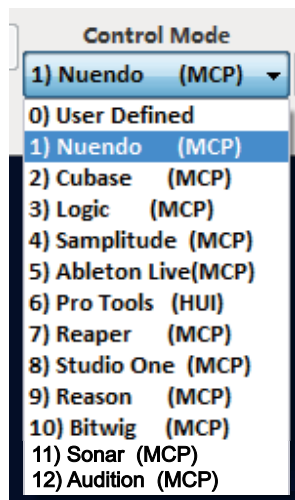 Control Mode
1) Nuendo (MCP)
0) User Defined
1) Nuendo (MCP)
2) Cubase (MCP)
3) Logic (MCP)
4) Samplitude (MCP)
5) Ableton Live(MCP)
6) Pro Tools (HUI)
7) Reaper (MCP)
8) Studio One (MCP)
9) Reason (MCP)
10) Bitwig (MCP)
11) Sonar (MCP)
12) Audition (MCP)